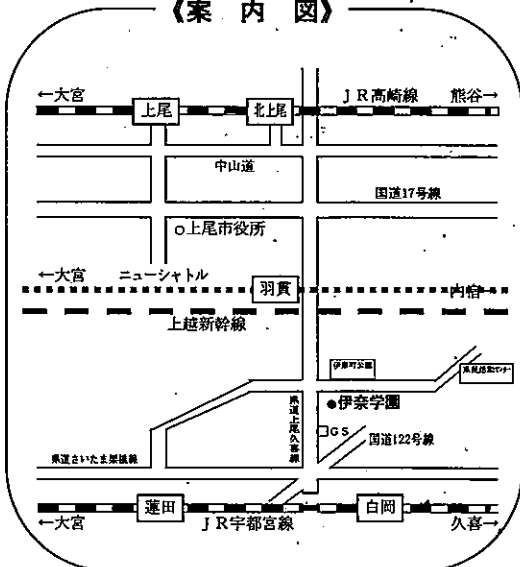 《案内図》
←大宮
JR高崎線
熊谷→
上尾
北上尾
中山道
国道17号線
○上尾市役所
←大宮
ニューシャトル
羽貫
内宿→
上越新幹線
伊奈町公園
●伊奈学園
県道上尾久喜線
GS
国道122号線
県道さいたま栗橋線
蓮田
白岡
←大宮
JR宇都宮線
久喜→